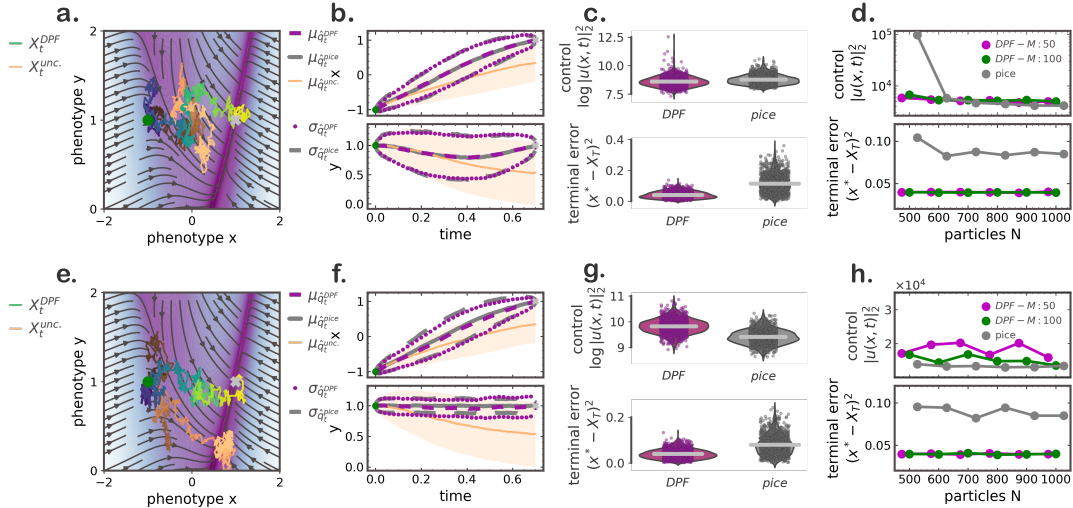 a.
X_t^{DPF}
X_t^{unc.}
phenotype y
2
1
0
−2
0
2
phenotype x
b.
μ_{q̂_t^{DPF}}
μ_{q̂_t^{pice}}
μ_{q̂_t^{unc.}}
σ_{q̂_t^{DPF}}
σ_{q̂_t^{pice}}
x
1
0
−1
y
1.0
0.5
0.0
0.0
0.2
0.4
0.6
time
c.
control
log |u(x, t)|_2^2
12.5
10.0
7.5
DPF
pice
terminal error
(x* − X_T)^2
0.4
0.2
0.0
DPF
pice
d.
control
|u(x, t)|_2^2
10^5
10^4
DPF − M : 50
DPF − M : 100
pice
terminal error
(x* − X_T)^2
0.10
0.05
500
600
700
800
900
1000
particles N
e.
X_t^{DPF}
X_t^{unc.}
phenotype y
2
1
0
−2
0
2
phenotype x
f.
μ_{q̂_t^{DPF}}
μ_{q̂_t^{pice}}
μ_{q̂_t^{unc.}}
σ_{q̂_t^{DPF}}
σ_{q̂_t^{pice}}
x
1
0
−1
y
1.0
0.5
0.0
0.0
0.2
0.4
0.6
time
g.
control
log |u(x, t)|_2^2
11
10
9
DPF
pice
terminal error
(x* − X_T)^2
0.2
0.0
DPF
pice
h.
×10^4
control
|u(x, t)|_2^2
2
DPF − M : 50
DPF − M : 100
pice
terminal error
(x* − X_T)^2
0.10
0.05
500
600
700
800
900
1000
particles N